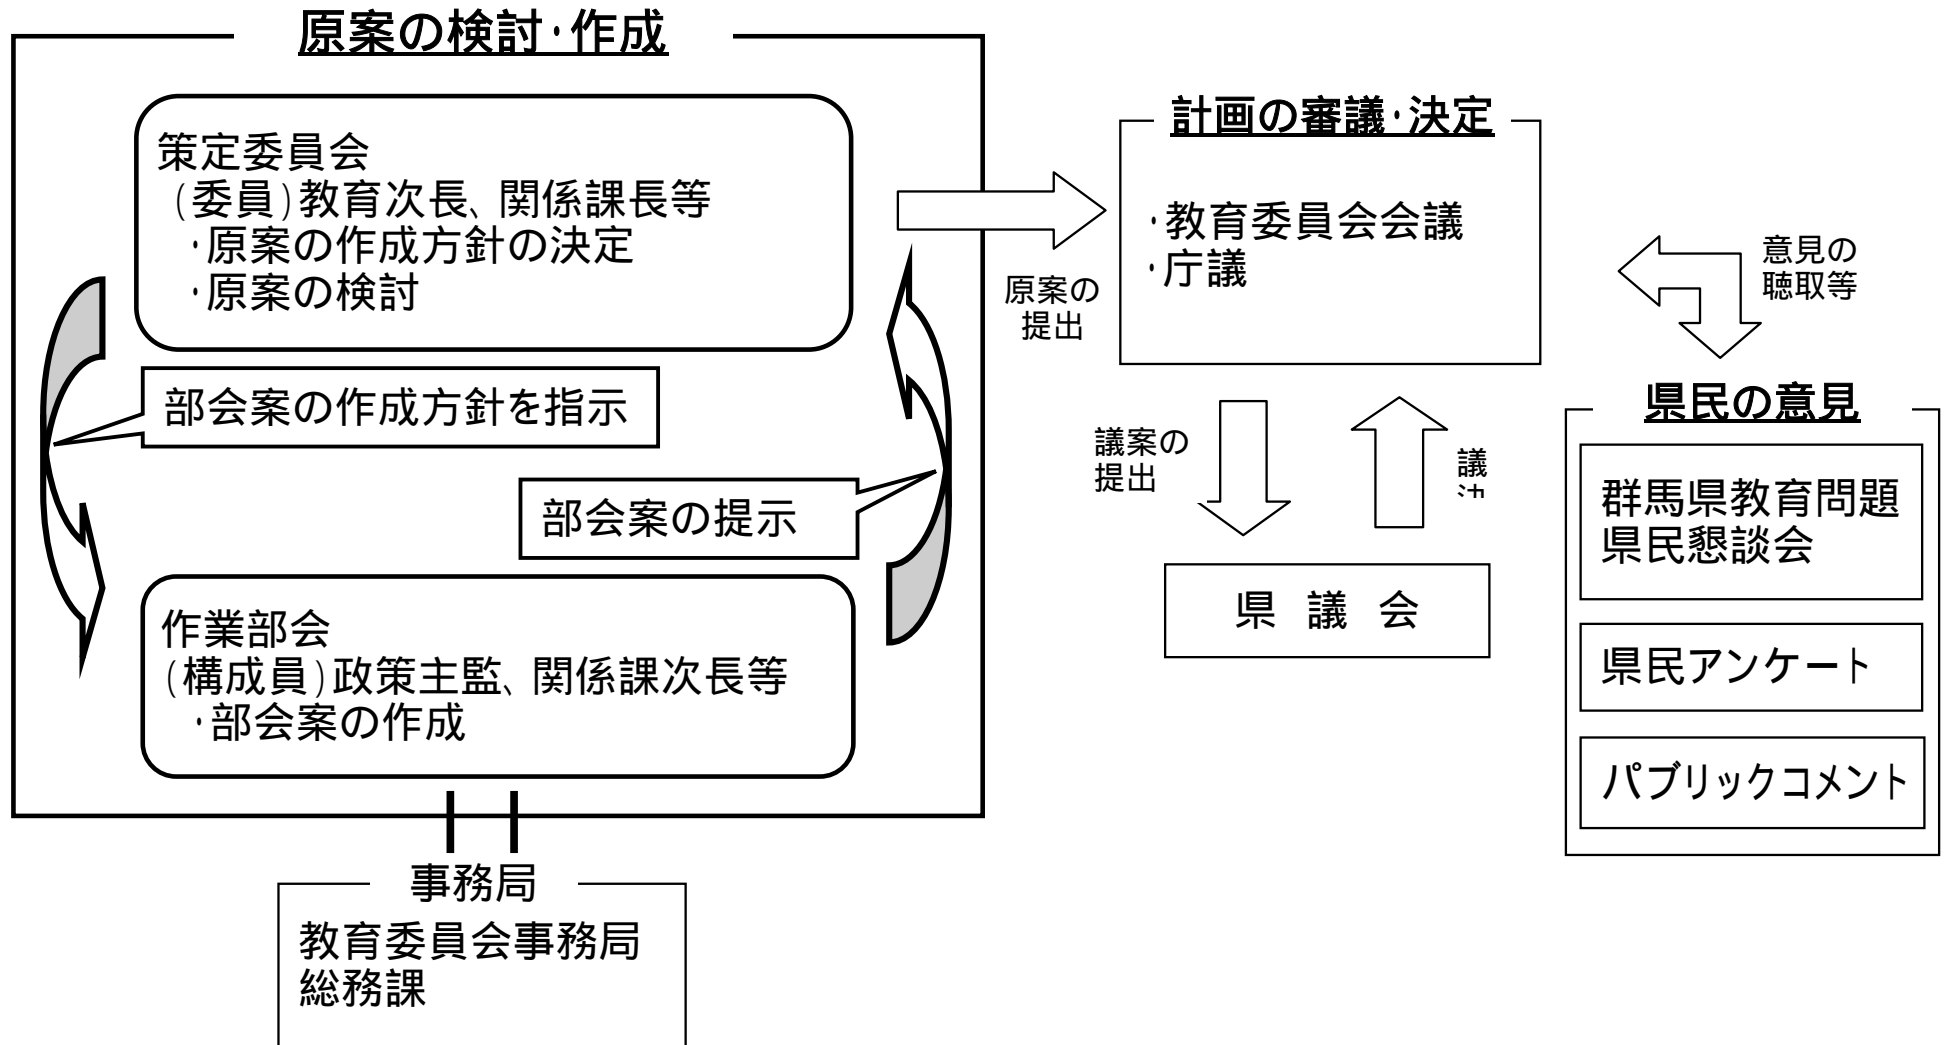 原案の検討・作成
策定委員会
(委員)教育次長、関係課長等
・原案の作成方針の決定
・原案の検討
部会案の作成方針を指示
部会案の提示
作業部会
(構成員)政策主監、関係課次長等
・部会案の作成
事務局
教育委員会事務局
総務課
原案の
提出
計画の審議・決定
・教育委員会会議
・庁議
議案の
提出
議
県 議 会
意見の
聴取等
県民の意見
群馬県教育問題
県民懇談会
県民アンケート
パブリックコメント